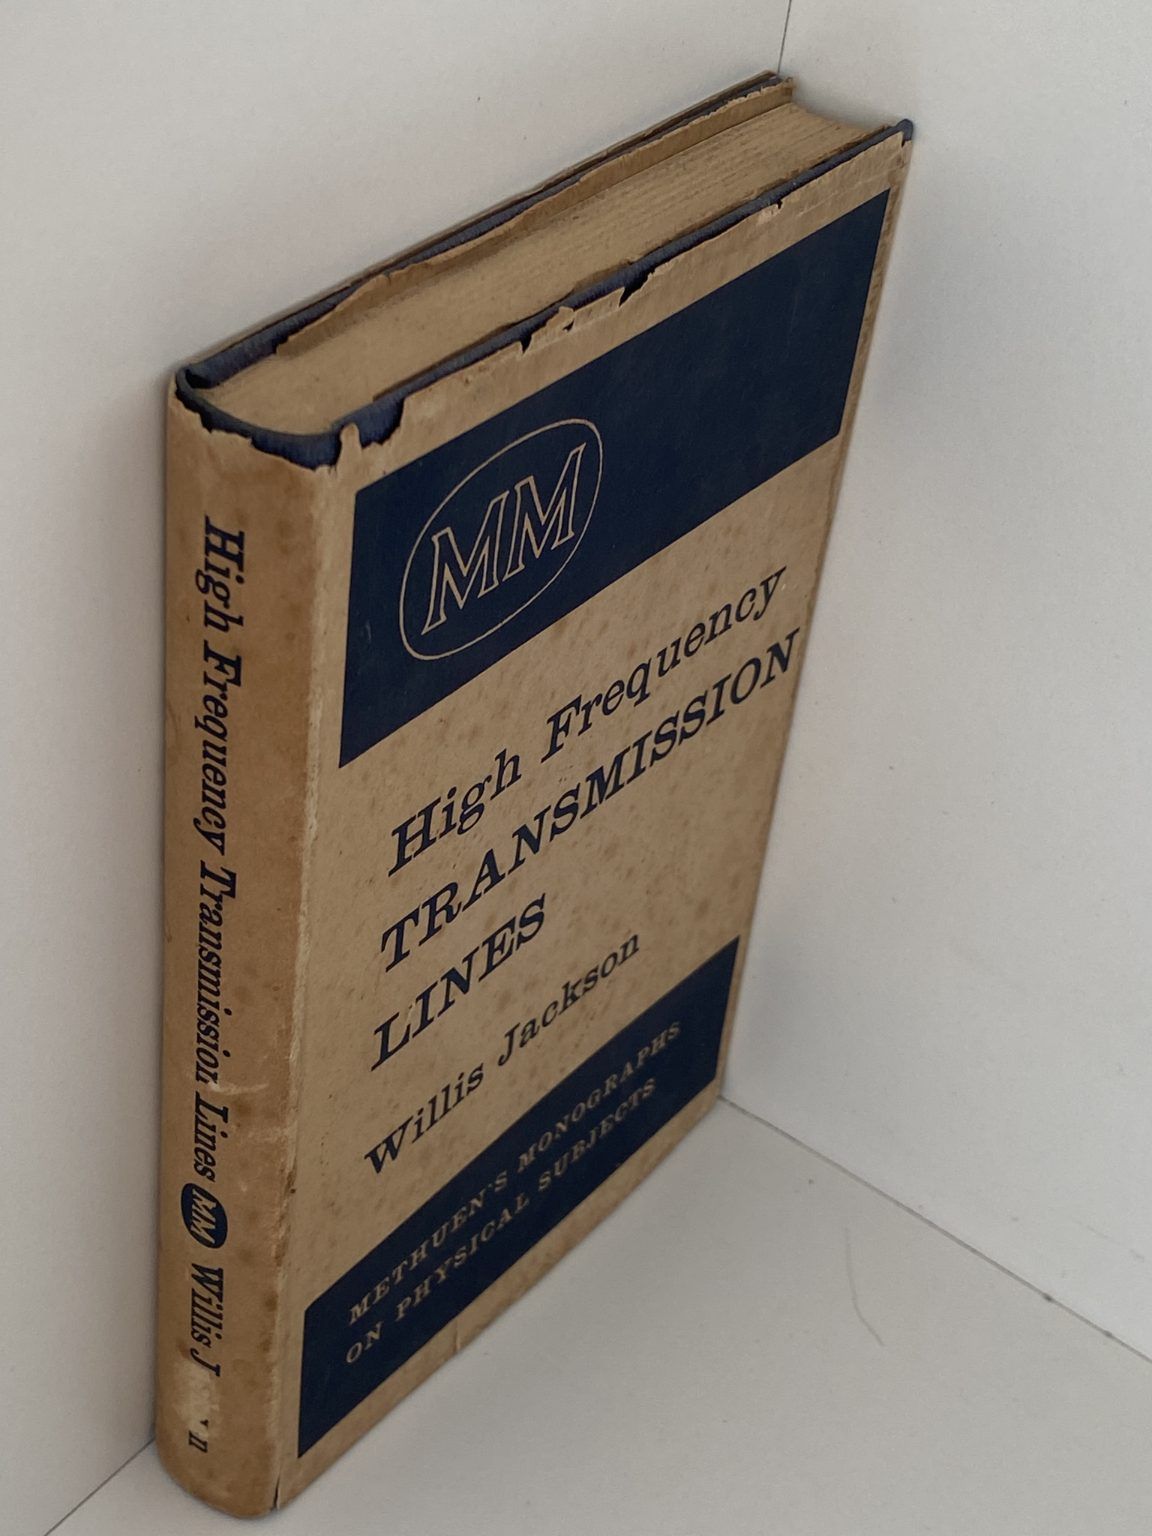 MM
High Frequency
TRANSMISSION
LINES
Willis Jackson
METHUEN'S MONOGRAPHS
ON PHYSICAL SUBJECTS
High Frequency Transmission Lines MM Willis J